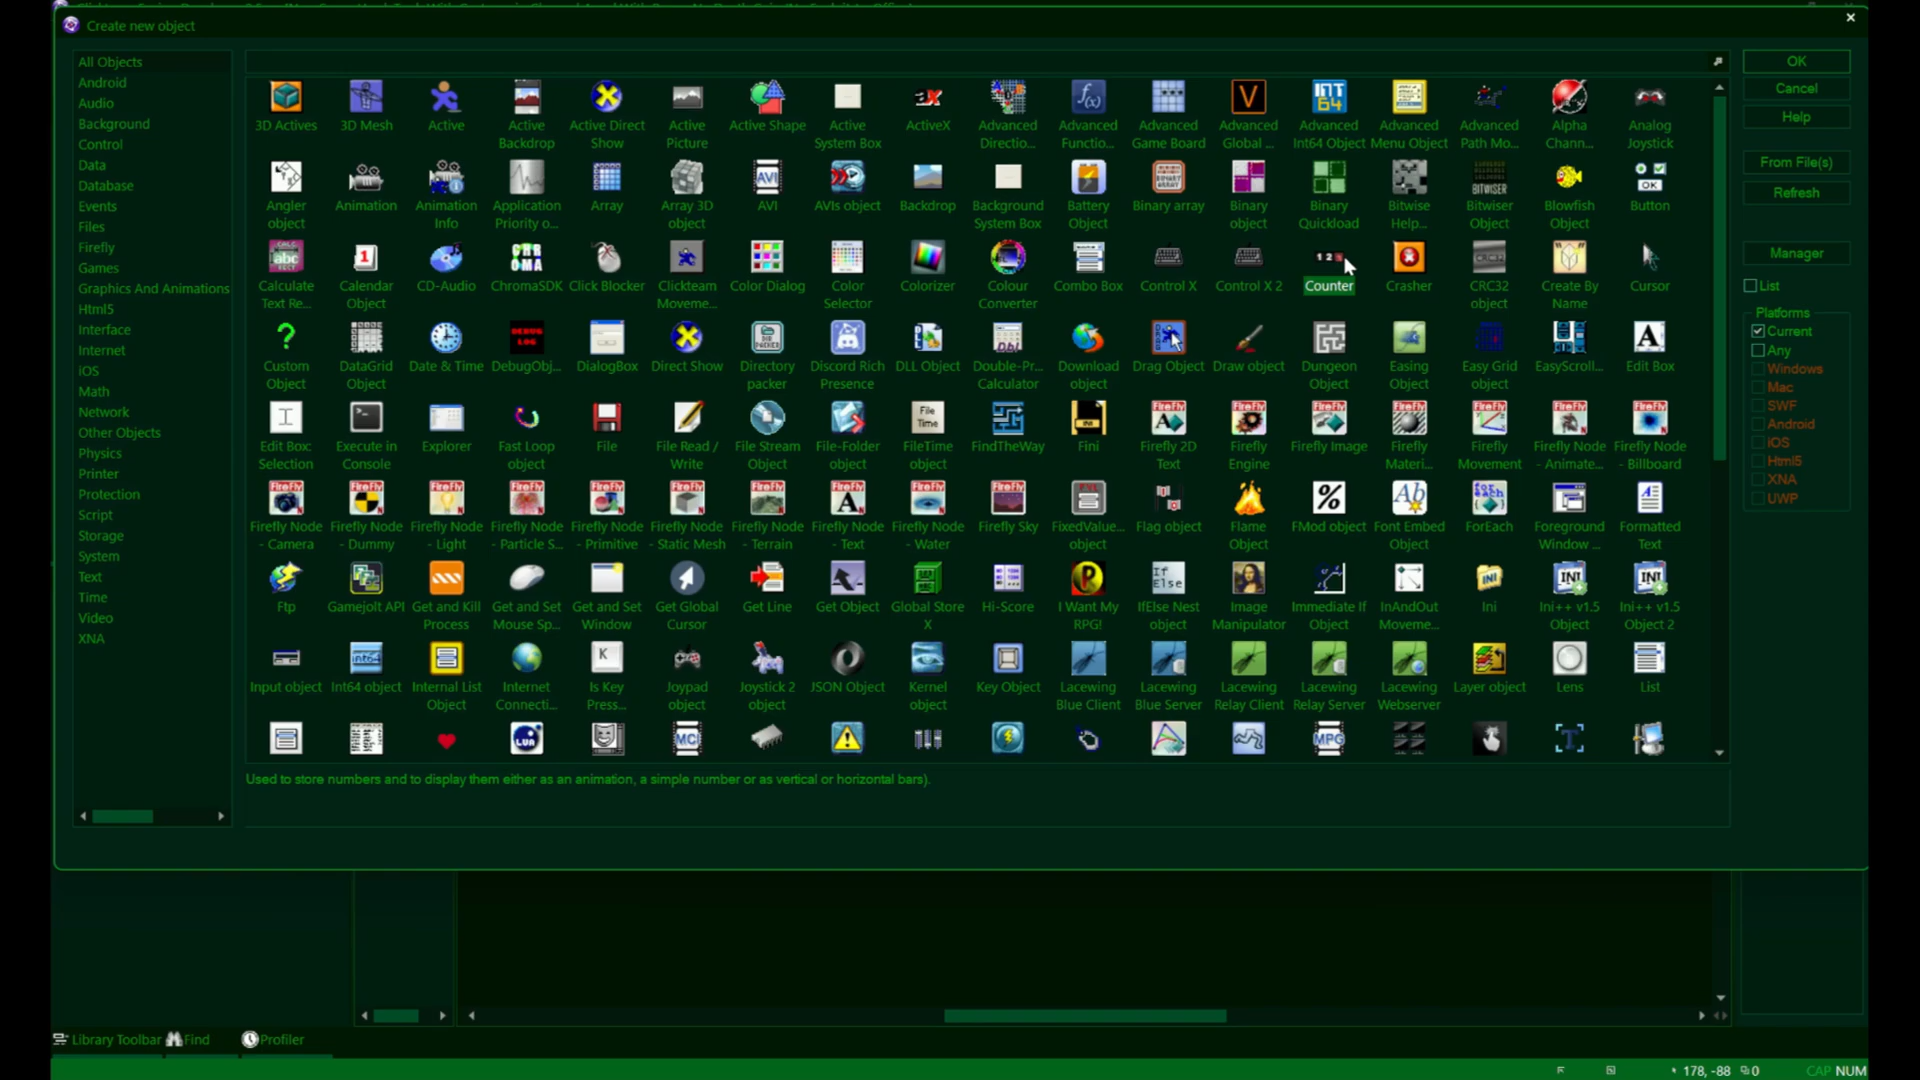 Create new object
All Objects
Android
Audio
Background
Control
Data
Database
Events
Files
Firefly
Games
Graphics And Animations
Html5
Interface
Internet
iOS
Math
Network
Other Objects
Physics
Printer
Protection
Script
Storage
System
Text
Time
Video
XNA
3D Actives 3D Mesh Active Active Backdrop Active Direct Show Active Picture Active Shape Active System Box ActiveX Advanced Directio... Advanced Functio... Advanced Game Board Advanced Global ... Advanced Int64 Object Advanced Menu Object Advanced Path Mo... Alpha Chann... Analog Joystick
Angler object Animation Animation Info Application Priority o... Array Array 3D object AVI AVIs object Backdrop Background System Box Battery Object Binary array Binary object Binary Quickload Bitwise Help... Bitwiser Object Blowfish Object Button
Calculate Text Re... Calendar Object CD-Audio ChromaSDK Click Blocker Clickteam Moveme... Color Dialog Color Selector Colorizer Colour Converter Combo Box Control X Control X 2 Counter Crasher CRC32 object Create By Name Cursor
Custom Object DataGrid Object Date & Time DebugObj... DialogBox Direct Show Directory packer Discord Rich Presence DLL Object Double-Pr... Calculator Download object Drag Object Draw object Dungeon Object Easing Object Easy Grid object EasyScroll... Edit Box
Edit Box: Selection Execute in Console Explorer Fast Loop object File File Read / Write File Stream Object File-Folder object FileTime object FindTheWay Fini Firefly 2D Text Firefly Engine Firefly Image Firefly Materi... Firefly Movement Firefly Node - Animate... Firefly Node - Billboard
Firefly Node - Camera Firefly Node - Dummy Firefly Node - Light Firefly Node - Particle S... Firefly Node - Primitive Firefly Node - Static Mesh Firefly Node - Terrain Firefly Node - Text Firefly Node - Water Firefly Sky FixedValue... object Flag object Flame Object FMod object Font Embed Object ForEach Foreground Window ... Formatted Text
Ftp Gamejolt API Get and Kill Process Get and Set Mouse Sp... Get and Set Window Get Global Cursor Get Line Get Object Global Store X Hi-Score I Want My RPG! IfElse Nest object Image Manipulator Immediate If Object InAndOut Moveme... Ini Ini++ v1.5 Object Ini++ v1.5 Object 2
Input object Int64 object Internal List Object Internet Connecti... Is Key Press... Joypad object Joystick 2 object JSON Object Kernel object Key Object Lacewing Blue Client Lacewing Blue Server Lacewing Relay Client Lacewing Relay Server Lacewing Webserver Layer object Lens List
Used to store numbers and to display them either as an animation, a simple number or as vertical or horizontal bars).
OK
Cancel
Help
From File(s)
Refresh
Manager
List
Platforms
Current
Any
Windows
Mac
SWF
Android
iOS
Html5
XNA
UWP
Library Toolbar Find Profiler
178, -88 0 CAP NUM